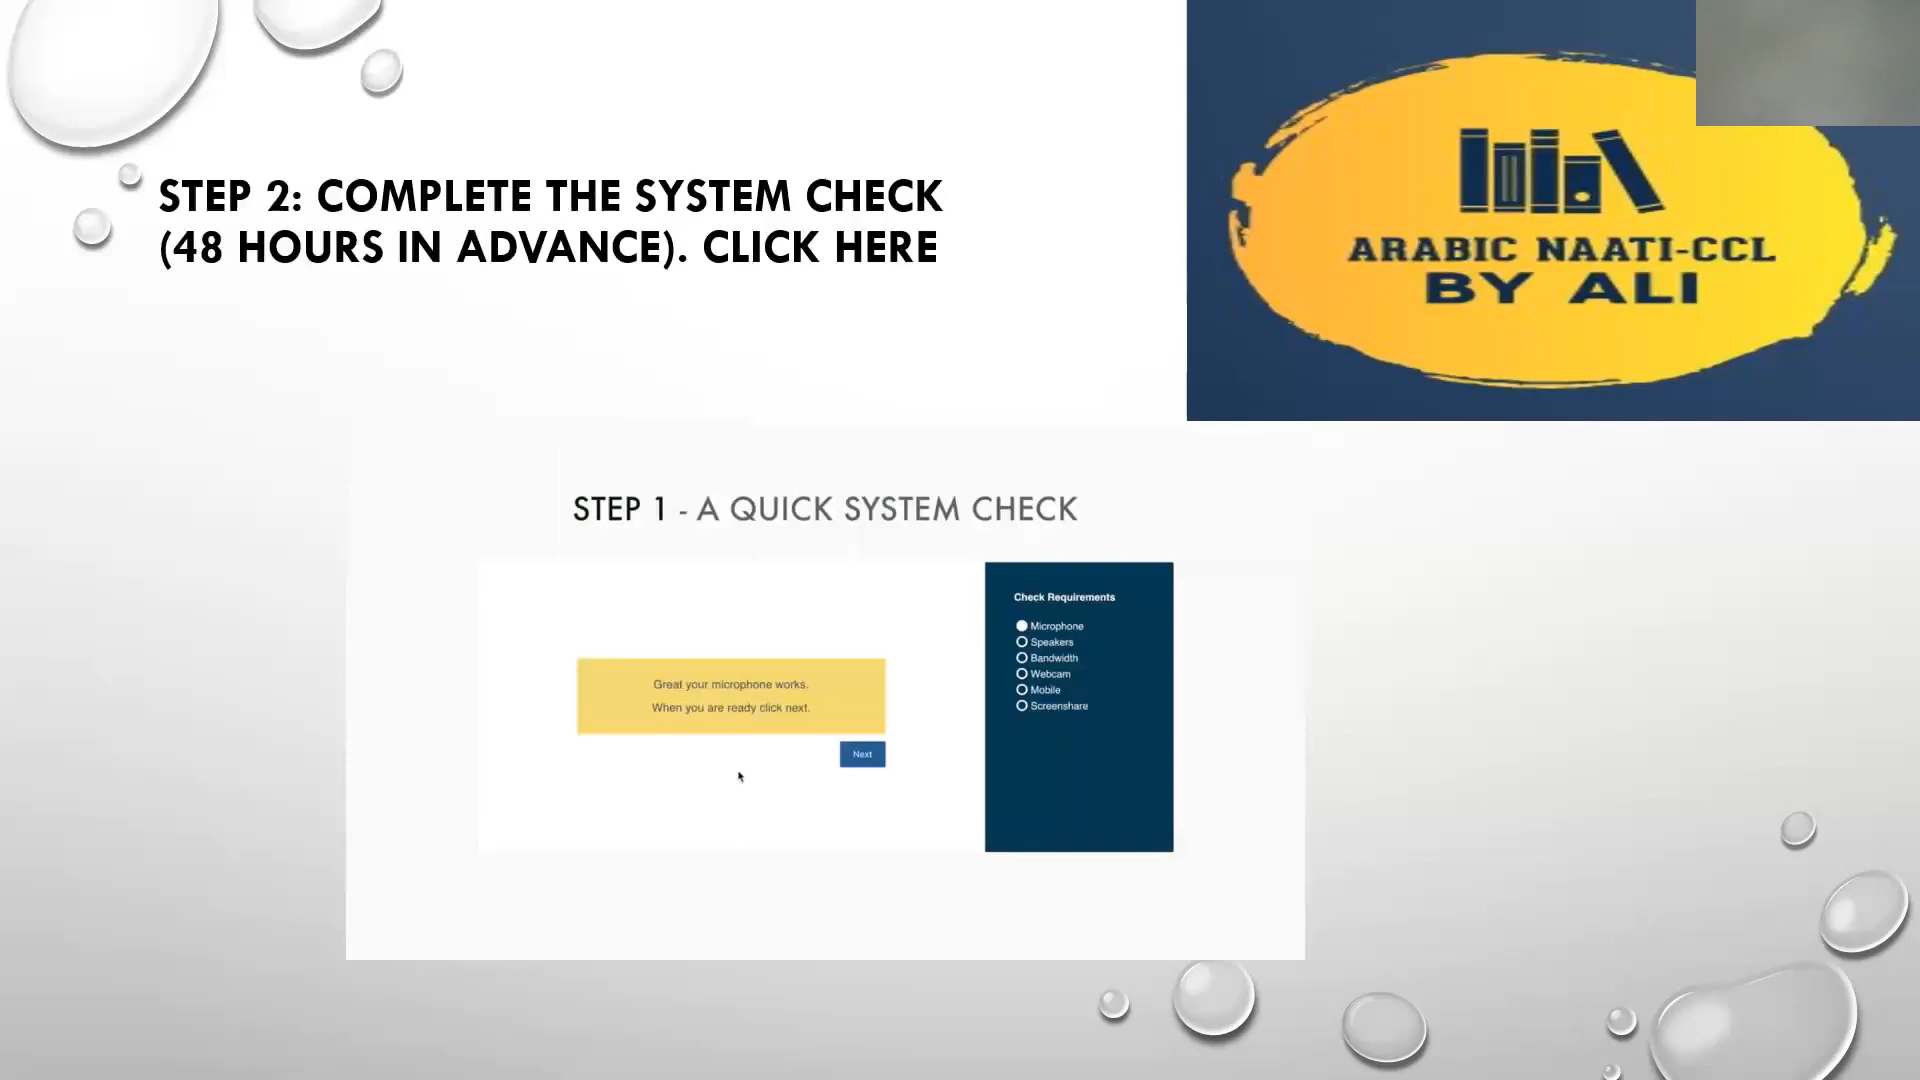 STEP 2: COMPLETE THE SYSTEM CHECK
(48 HOURS IN ADVANCE). CLICK HERE
ARABIC NAATI-CCL
BY ALI
STEP 1 - A QUICK SYSTEM CHECK
Great your microphone works.
When you are ready click next.
Next
Check Requirements
Microphone
Speakers
Bandwidth
Webcam
Mobile
Screenshare